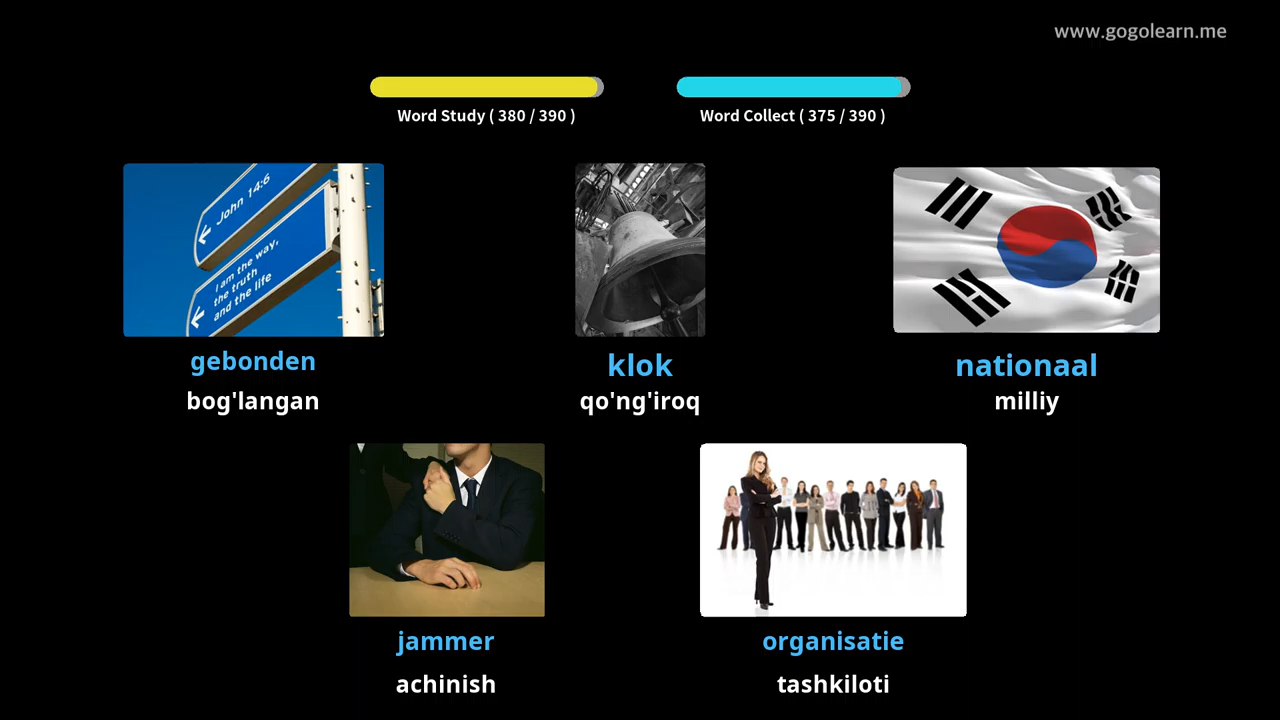 www.gogolearn.me
Word Study ( 380 / 390 )
Word Collect ( 375 / 390 )
John 14:6
I am the way,
the truth
and the life
gebonden
klok
nationaal
bog'langan
qo'ng'iroq
milliy
jammer
organisatie
achinish
tashkiloti